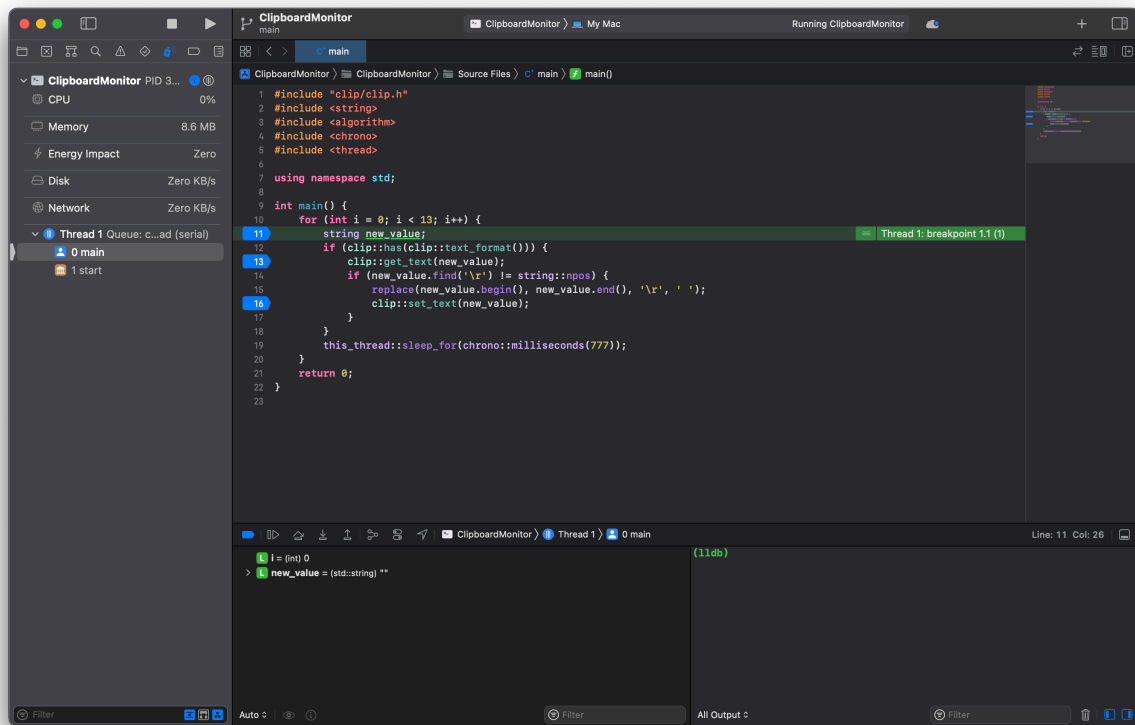 ClipboardMonitor
main
ClipboardMonitor 〉 My Mac
Running ClipboardMonitor
main
ClipboardMonitor PID 3...
CPU 0%
Memory 8.6 MB
Energy Impact Zero
Disk Zero KB/s
Network Zero KB/s
Thread 1 Queue: c...ad (serial)
0 main
1 start
Filter
ClipboardMonitor 〉 ClipboardMonitor 〉 Source Files 〉 C+ main 〉 f main()
1 #include "clip/clip.h"
2 #include <string>
3 #include <algorithm>
4 #include <chrono>
5 #include <thread>
6
7 using namespace std;
8
9 int main() {
10     for (int i = 0; i < 13; i++) {
11         string new_value;
Thread 1: breakpoint 1.1 (1)
12         if (clip::has(clip::text_format())) {
13             clip::get_text(new_value);
14             if (new_value.find('\r') != string::npos) {
15                 replace(new_value.begin(), new_value.end(), '\r', ' ');
16                 clip::set_text(new_value);
17             }
18         }
19         this_thread::sleep_for(chrono::milliseconds(777));
20     }
21     return 0;
22 }
23
ClipboardMonitor 〉 Thread 1 〉 0 main
Line: 11 Col: 26
L i = (int) 0
L new_value = (std::string) ""
(lldb)
Auto
Filter
All Output
Filter